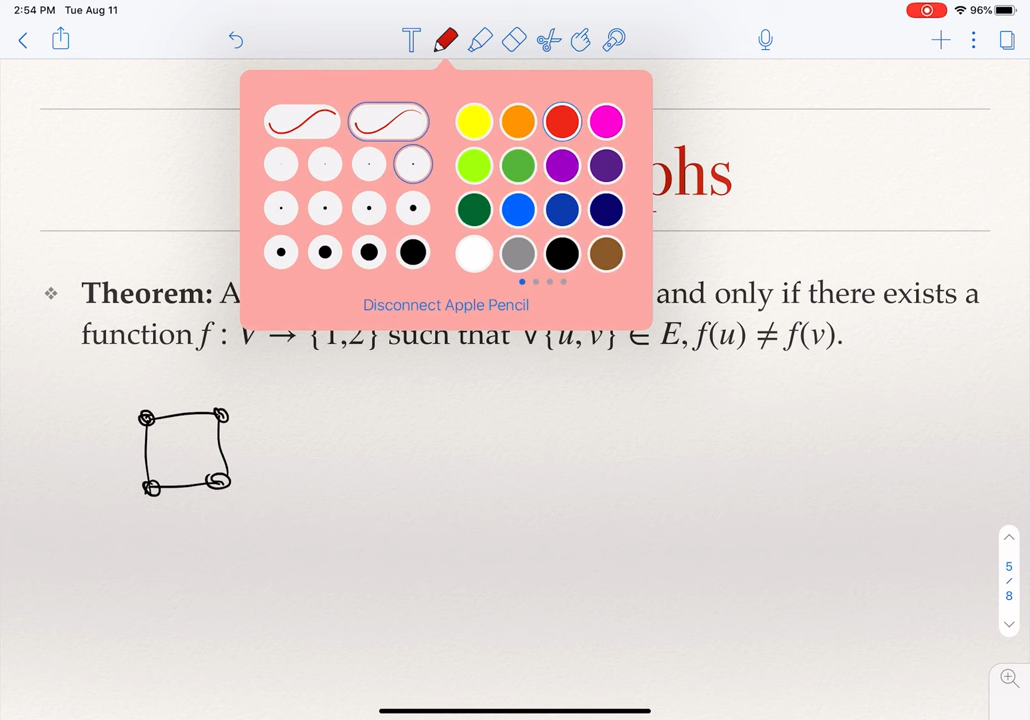 2:54 PM Tue Aug 11
96%
T
phs
Disconnect Apple Pencil
❖ Theorem: A and only if there exists a
function f : V → {1,2} such that ∀{u, v} ∈ E, f(u) ≠ f(v).
5
/
8